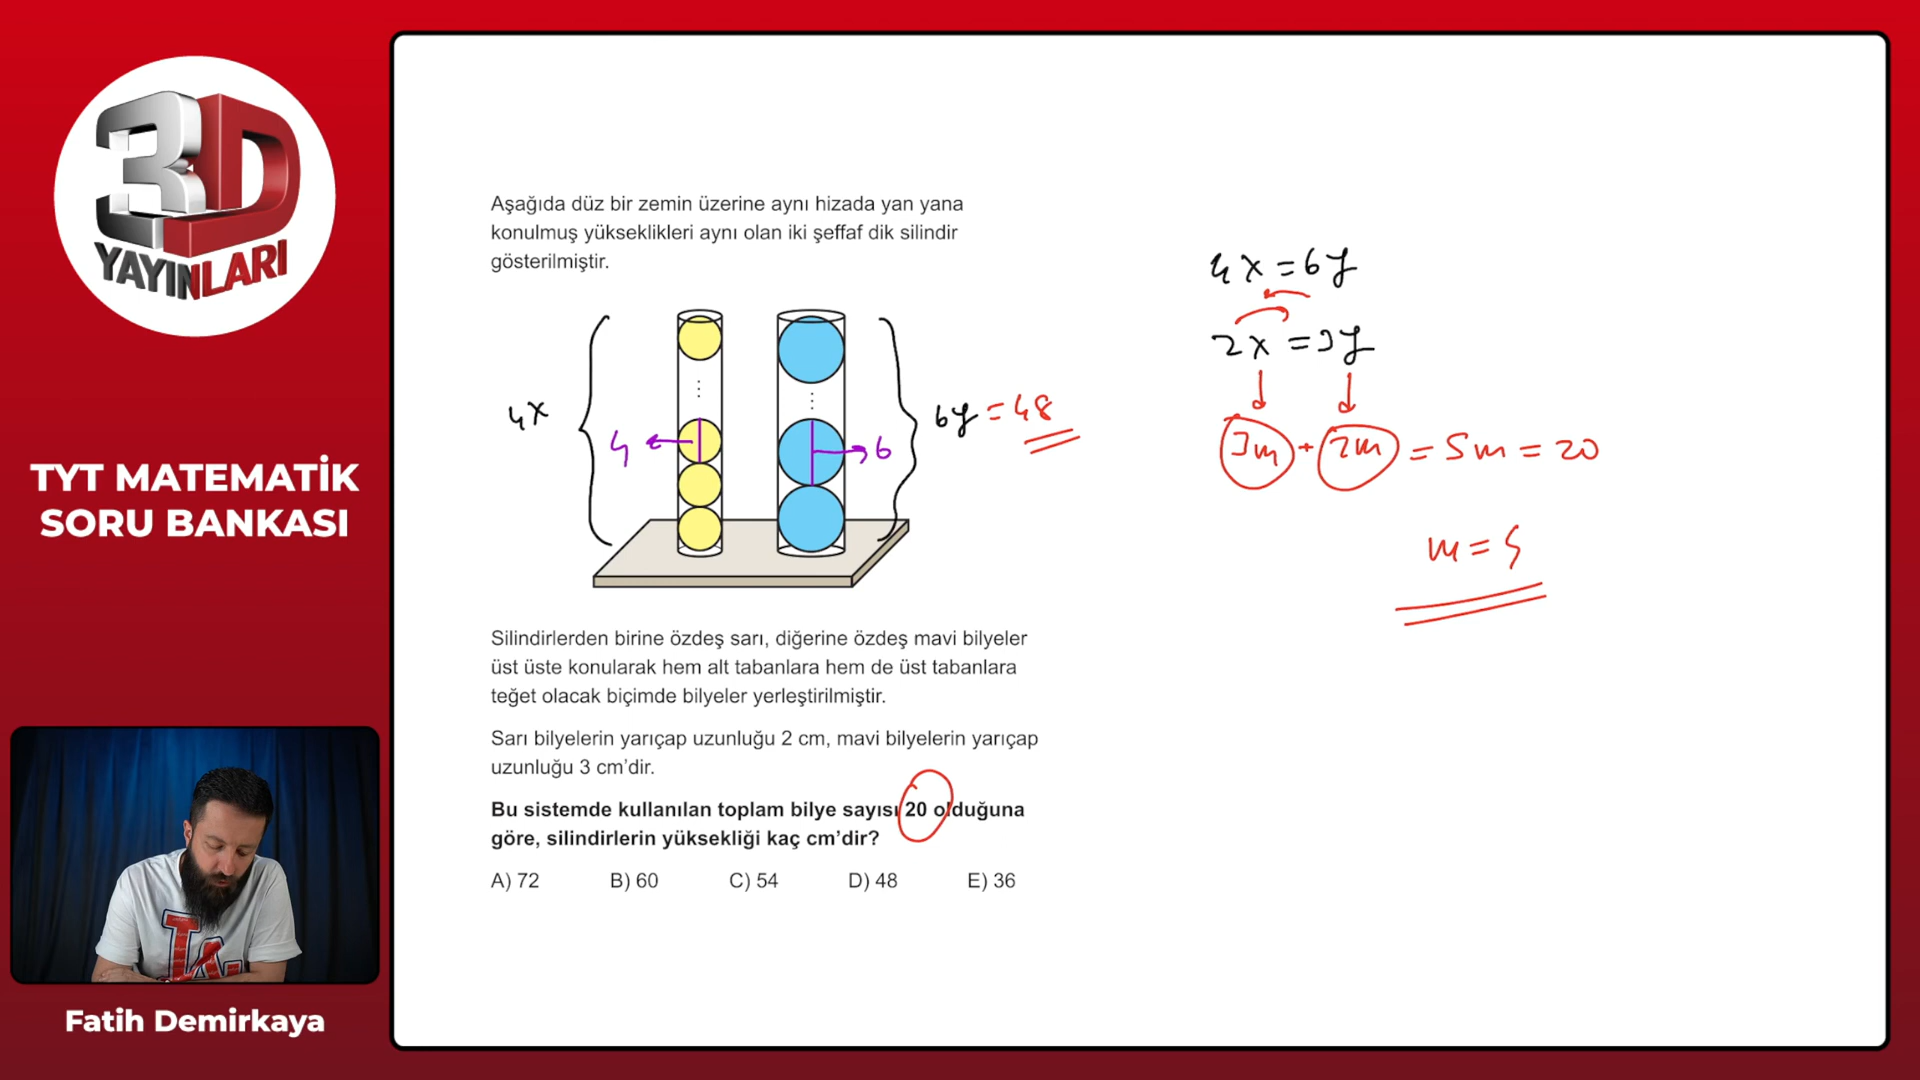 3D
YAYINLARI
TYT MATEMATİK
SORU BANKASI
Fatih Demirkaya
Aşağıda düz bir zemin üzerine aynı hizada yan yana
konulmuş yükseklikleri aynı olan iki şeffaf dik silindir
gösterilmiştir.
4x
4
6
6y = 48
Silindirlerden birine özdeş sarı, diğerine özdeş mavi bilyeler
üst üste konularak hem alt tabanlara hem de üst tabanlara
teğet olacak biçimde bilyeler yerleştirilmiştir.
Sarı bilyelerin yarıçap uzunluğu 2 cm, mavi bilyelerin yarıçap
uzunluğu 3 cm'dir.
Bu sistemde kullanılan toplam bilye sayısı 20 olduğuna
göre, silindirlerin yüksekliği kaç cm'dir?
A) 72 B) 60 C) 54 D) 48 E) 36
4x = 6y
2x = 3y
3m + 2m = 5m = 20
m = 4
LA